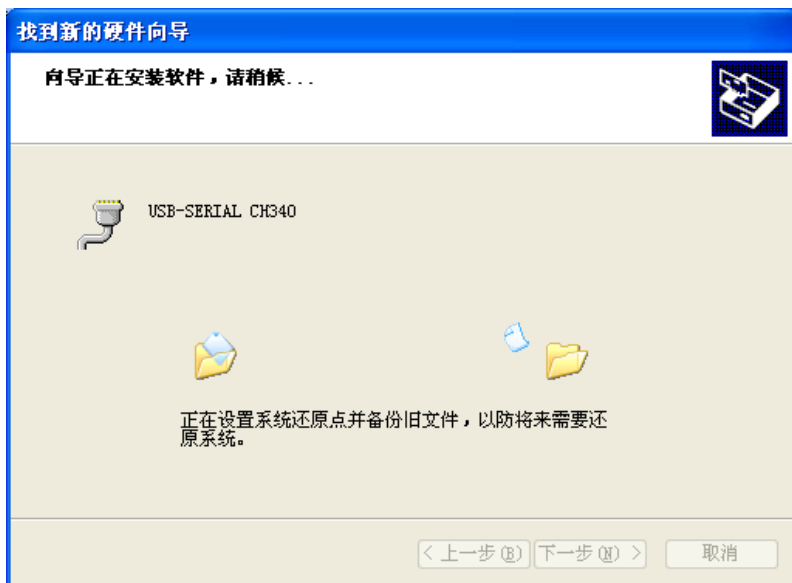 找到新的硬件向导
向导正在安装软件，请稍候...
USB-SERIAL CH340
正在设置系统还原点并备份旧文件，以防将来需要还
原系统。
< 上一步(B) 下一步(N) > 取消